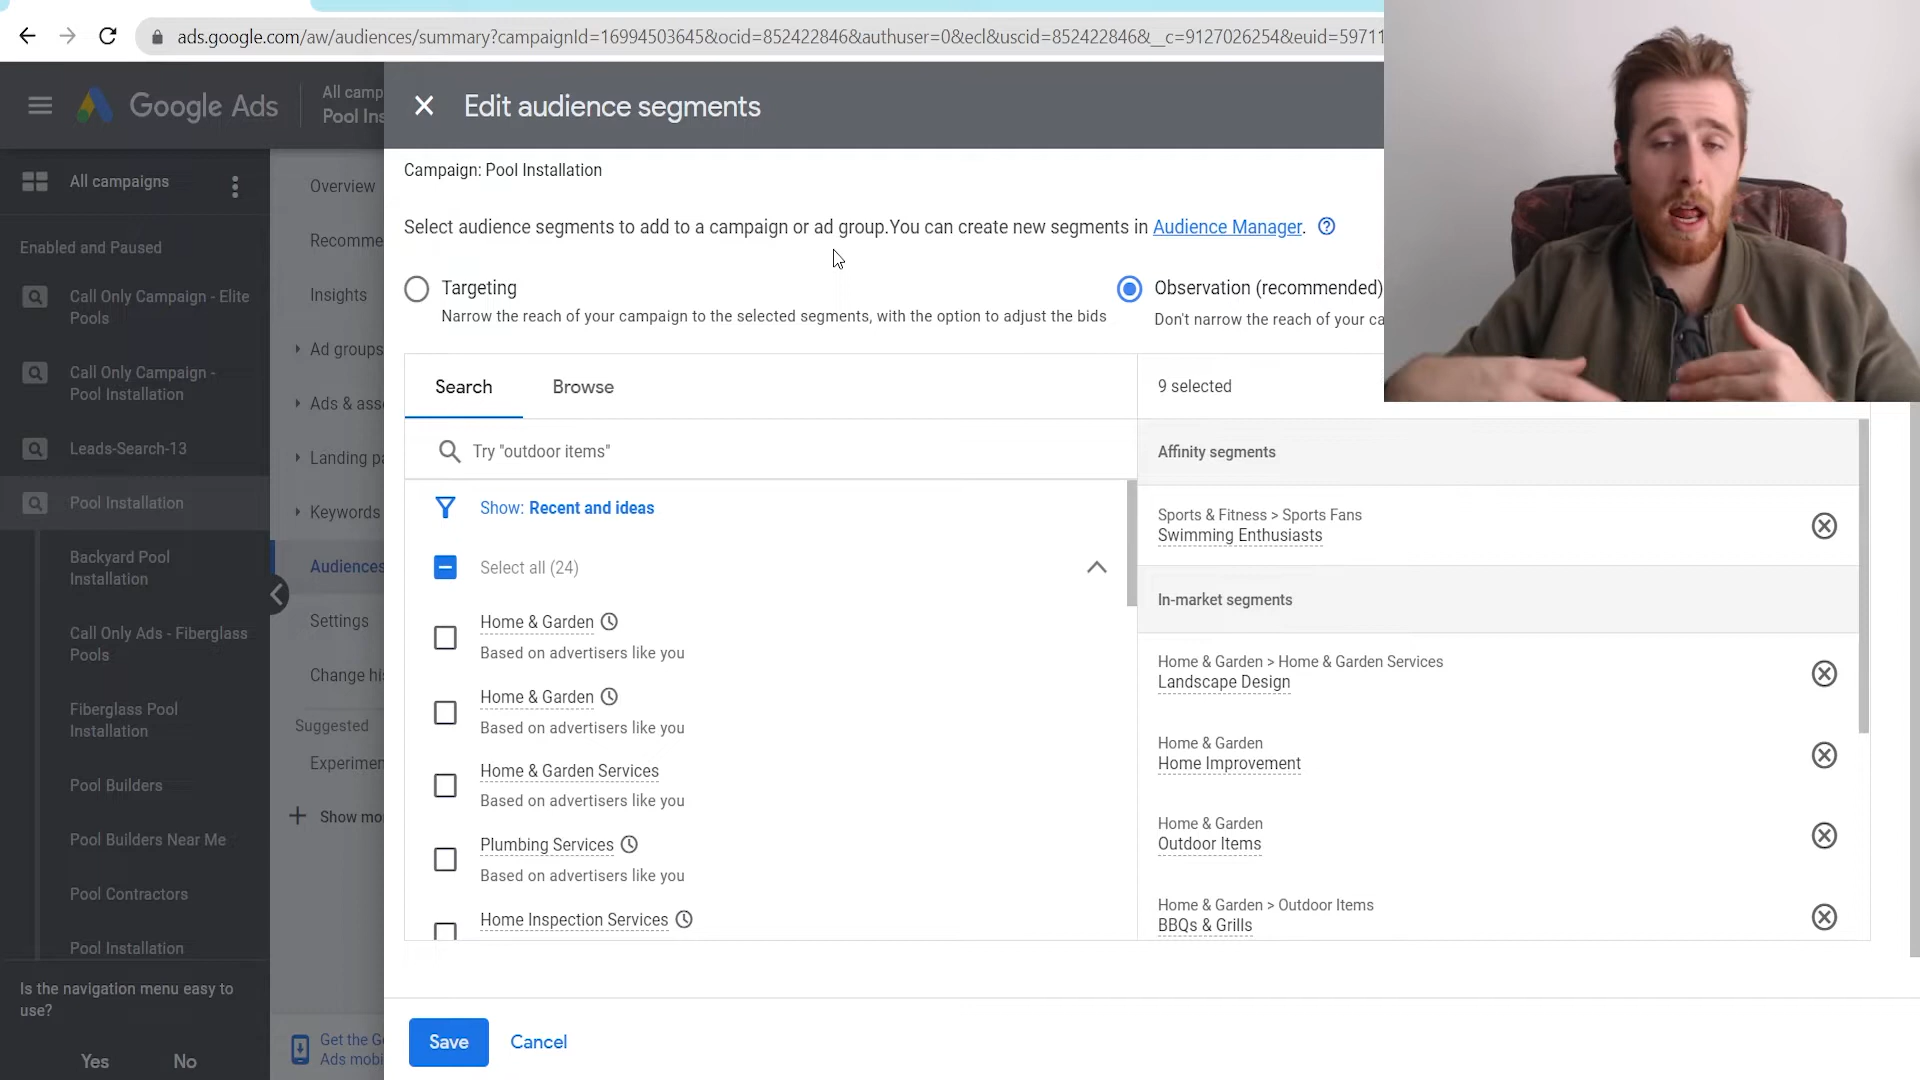 ads.google.com/aw/audiences/summary?campaignId=16994503645&ocid=852422846&authuser=0&ecl&uscid=852422846&__c=9127026254&euid=59711
Google Ads
All camp
Pool Ins
Edit audience segments
All campaigns
Enabled and Paused
Call Only Campaign - Elite
Pools
Call Only Campaign -
Pool Installation
Leads-Search-13
Pool Installation
Backyard Pool
Installation
Call Only Ads - Fiberglass
Pools
Fiberglass Pool
Installation
Pool Builders
Pool Builders Near Me
Pool Contractors
Pool Installation
Is the navigation menu easy to
use?
Yes
No
Overview
Recomme
Insights
Ad groups
Ads & ass
Landing pa
Keywords
Audiences
Settings
Change his
Suggested
Experimen
Show mo
Get the G
Ads mobi
Campaign: Pool Installation
Select audience segments to add to a campaign or ad group.You can create new segments in Audience Manager.
Targeting
Narrow the reach of your campaign to the selected segments, with the option to adjust the bids
Observation (recommended)
Don't narrow the reach of your ca
Search
Browse
Try "outdoor items"
Show: Recent and ideas
Select all (24)
Home & Garden
Based on advertisers like you
Home & Garden
Based on advertisers like you
Home & Garden Services
Based on advertisers like you
Plumbing Services
Based on advertisers like you
Home Inspection Services
9 selected
Affinity segments
Sports & Fitness > Sports Fans
Swimming Enthusiasts
In-market segments
Home & Garden > Home & Garden Services
Landscape Design
Home & Garden
Home Improvement
Home & Garden
Outdoor Items
Home & Garden > Outdoor Items
BBQs & Grills
Save
Cancel